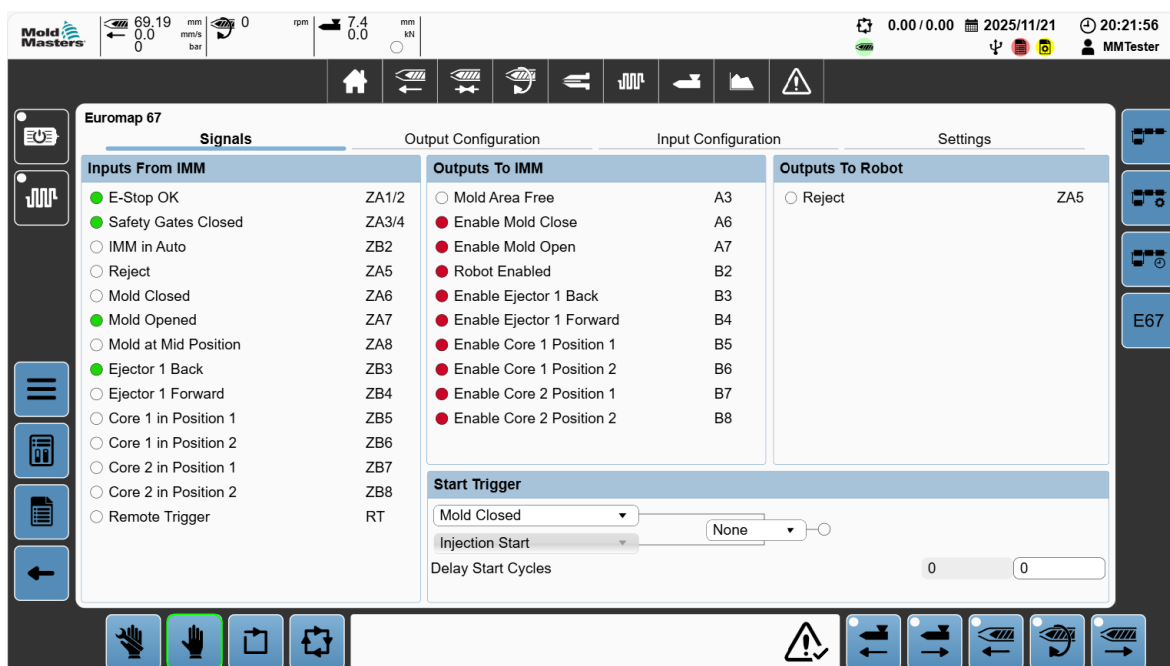 Mold Masters
69.19 mm
0.0 mm/s
0 bar
0 rpm
7.4 mm
0.0 kN
0.00 / 0.00
2025/11/21
20:21:56
MMTester
Euromap 67
Signals
Output Configuration
Input Configuration
Settings
Inputs From IMM
E-Stop OK ZA1/2
Safety Gates Closed ZA3/4
IMM in Auto ZB2
Reject ZA5
Mold Closed ZA6
Mold Opened ZA7
Mold at Mid Position ZA8
Ejector 1 Back ZB3
Ejector 1 Forward ZB4
Core 1 in Position 1 ZB5
Core 1 in Position 2 ZB6
Core 2 in Position 1 ZB7
Core 2 in Position 2 ZB8
Remote Trigger RT
Outputs To IMM
Mold Area Free A3
Enable Mold Close A6
Enable Mold Open A7
Robot Enabled B2
Enable Ejector 1 Back B3
Enable Ejector 1 Forward B4
Enable Core 1 Position 1 B5
Enable Core 1 Position 2 B6
Enable Core 2 Position 1 B7
Enable Core 2 Position 2 B8
Outputs To Robot
Reject ZA5
Start Trigger
Mold Closed
Injection Start
None
Delay Start Cycles 0 0
E67